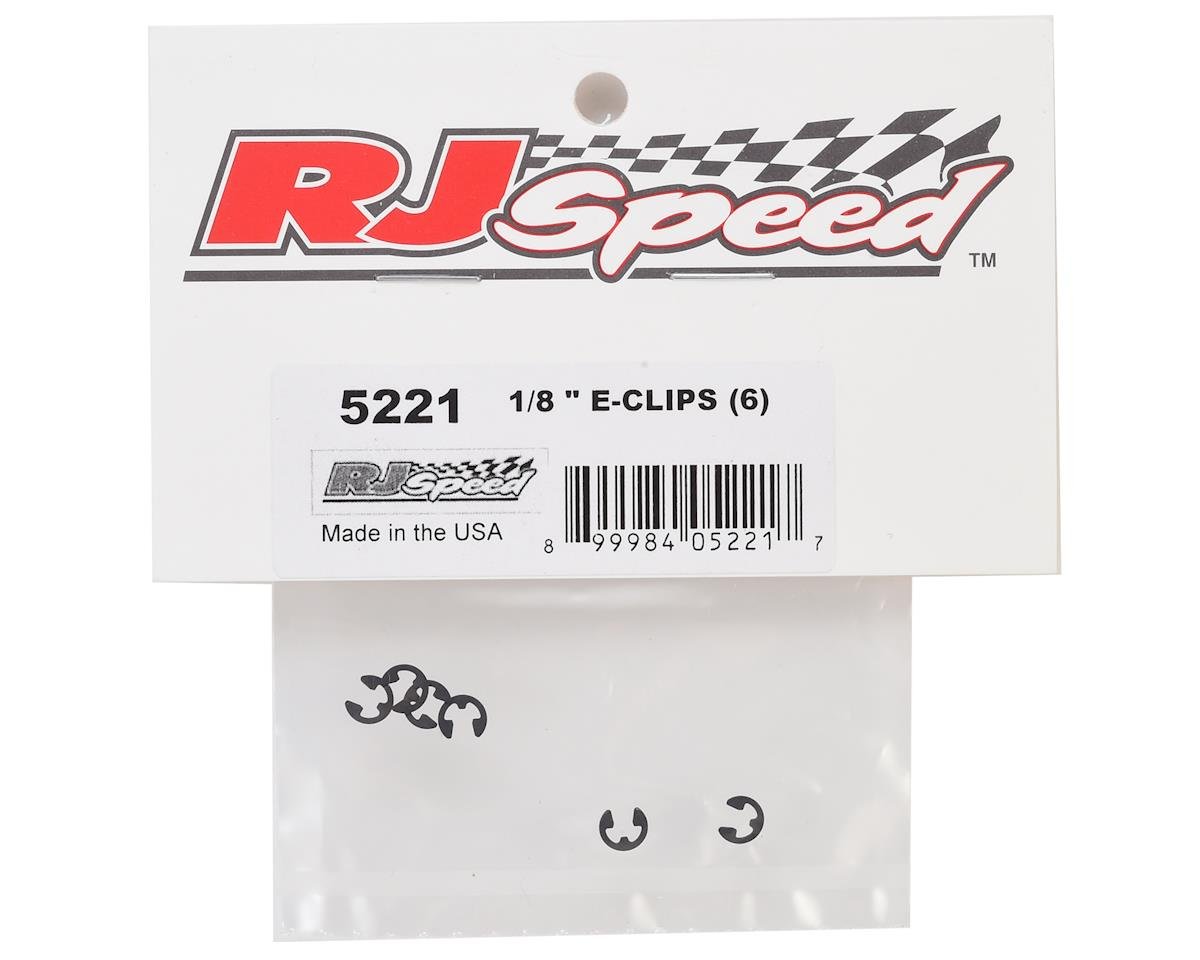 RJ Speed
TM
5221 1/8 " E-CLIPS (6)
RJ Speed
Made in the USA
8 99984 05221 7